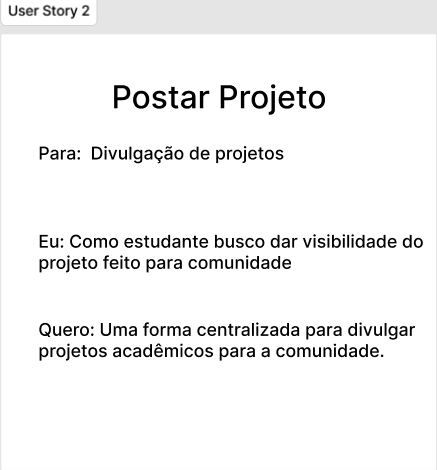 User Story 2
Postar Projeto
Para:  Divulgação de projetos
Eu: Como estudante busco dar visibilidade do
projeto feito para comunidade
Quero: Uma forma centralizada para divulgar
projetos acadêmicos para a comunidade.